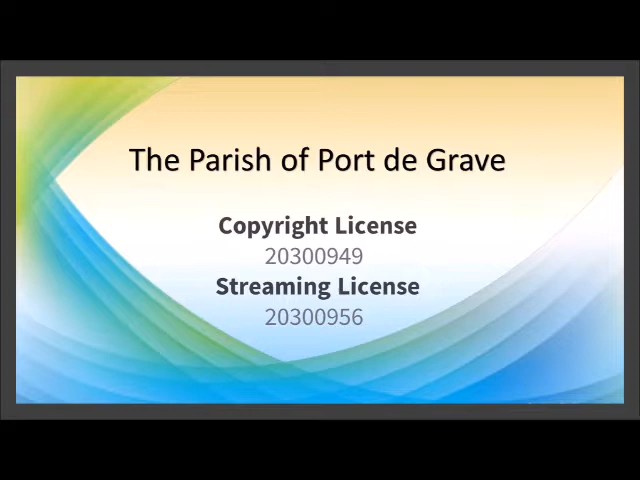 The Parish of Port de Grave
Copyright License
20300949
Streaming License
20300956